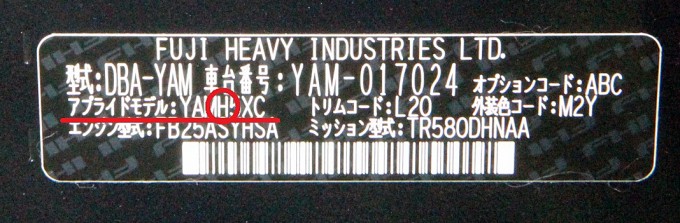 FUJI HEAVY INDUSTRIES LTD.
型式:DBA-YAM 車台番号:YAM-017024 オプションコード:ABC
アプライドモデル: トリムコード:L20 外装色コード:M2Y
エンジン型式:FB25ASYHSA ミッション型式:TR580DHNAA